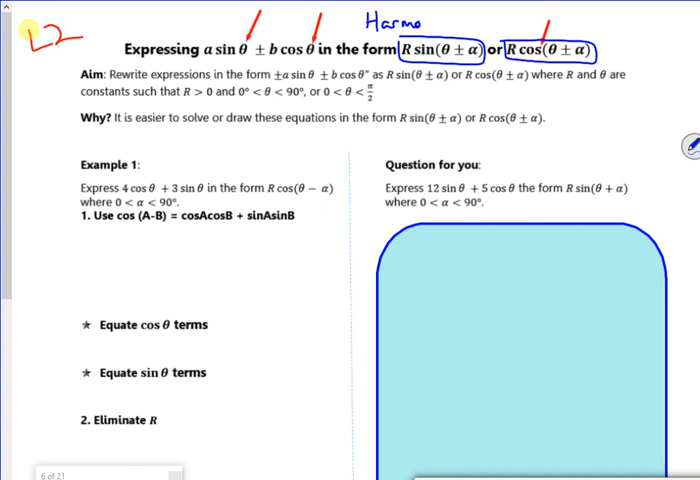 L2
Harmo
Expressing a sin θ ± b cos θ in the form R sin(θ ± α) or R cos(θ ± α)
Aim: Rewrite expressions in the form ±a sin θ ± b cos θ" as R sin(θ ± α) or R cos(θ ± α) where R and θ are
constants such that R > 0 and 0° < θ < 90°, or 0 < θ < π/2
Why? It is easier to solve or draw these equations in the form R sin(θ ± α) or R cos(θ ± α).
Example 1:
Express 4 cos θ + 3 sin θ in the form R cos(θ − α)
where 0 < α < 90°.
1. Use cos (A-B) = cosAcosB + sinAsinB
★ Equate cos θ terms
★ Equate sin θ terms
2. Eliminate R
Question for you:
Express 12 sin θ + 5 cos θ the form R sin(θ + α)
where 0 < α < 90°.
6 of 21